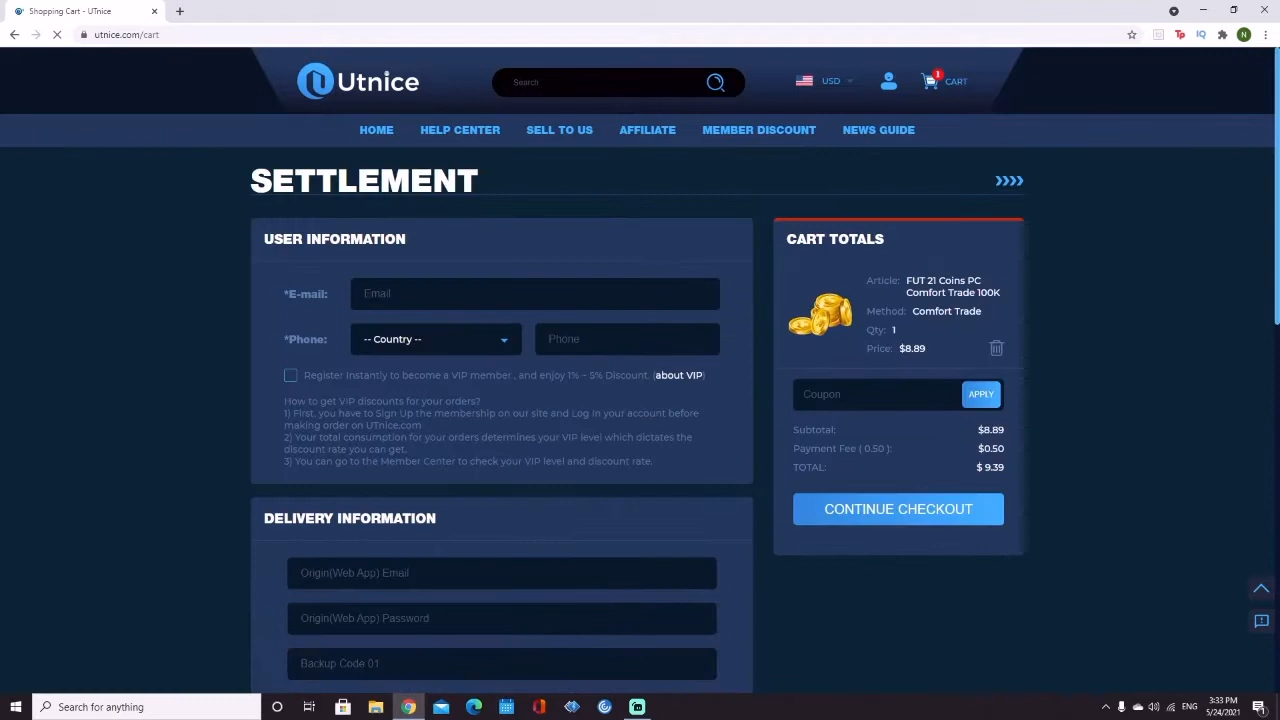 Shopping Cart - UTnice
utnice.com/cart
Tp
IQ
N
Utnice
Search
USD
1
CART
HOME
HELP CENTER
SELL TO US
AFFILIATE
MEMBER DISCOUNT
NEWS GUIDE
SETTLEMENT
USER INFORMATION
*E-mail:
Email
*Phone:
-- Country --
Phone
Register Instantly to become a VIP member , and enjoy 1% ~ 5% Discount. (about VIP)
How to get VIP discounts for your orders?
1) First, you have to Sign Up the membership on our site and Log In your account before
making order on UTnice.com
2) Your total consumption for your orders determines your VIP level which dictates the
discount rate you can get.
3) You can go to the Member Center to check your VIP level and discount rate.
DELIVERY INFORMATION
Origin(Web App) Email
Origin(Web App) Password
Backup Code 01
CART TOTALS
Article: FUT 21 Coins PC
Comfort Trade 100K
Method: Comfort Trade
Qty: 1
Price: $8.89
Coupon
APPLY
Subtotal: $8.89
Payment Fee ( 0.50 ): $0.50
TOTAL: $ 9.39
CONTINUE CHECKOUT
Search for anything
ENG
3:33 PM
5/24/2021